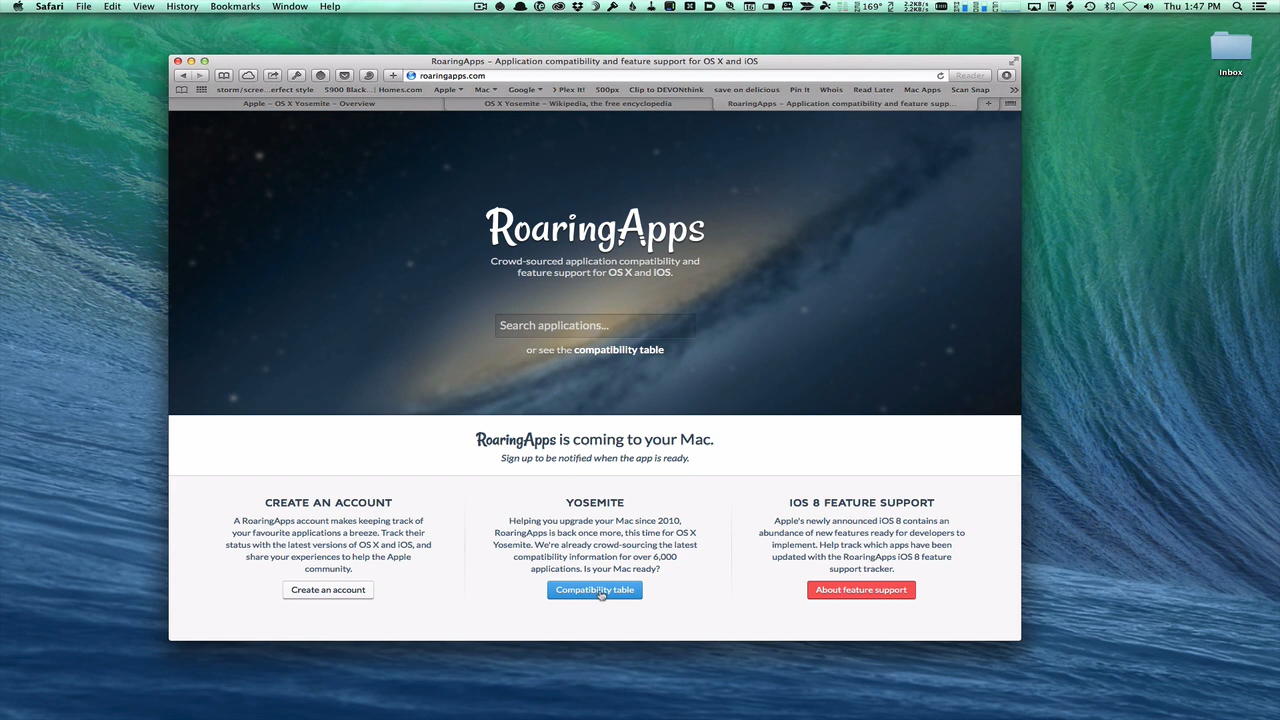 Safari File Edit View History Bookmarks Window Help
169° 2.2KB/s 2.2KB/s Thu 1:47 PM
Inbox
RoaringApps – Application compatibility and feature support for OS X and iOS
roaringapps.com
Reader
storm/scree...erfect style 5900 Black... | Homes.com Apple Mac Google Plex It! 500px Clip to DEVONthink save on delicious Pin It Whois Read Later Mac Apps Scan Snap
Apple – OS X Yosemite – Overview OS X Yosemite – Wikipedia, the free encyclopedia RoaringApps – Application compatibility and feature supp...
RoaringApps
Crowd-sourced application compatibility and
feature support for OS X and IOS.
Search applications...
or see the compatibility table
RoaringApps is coming to your Mac.
Sign up to be notified when the app is ready.
CREATE AN ACCOUNT
A RoaringApps account makes keeping track of
your favourite applications a breeze. Track their
status with the latest versions of OS X and iOS, and
share your experiences to help the Apple
community.
Create an account
YOSEMITE
Helping you upgrade your Mac since 2010,
RoaringApps is back once more, this time for OS X
Yosemite. We're already crowd-sourcing the latest
compatibility information for over 6,000
applications. Is your Mac ready?
Compatibility table
IOS 8 FEATURE SUPPORT
Apple's newly announced iOS 8 contains an
abundance of new features ready for developers to
implement. Help track which apps have been
updated with the RoaringApps iOS 8 feature
support tracker.
About feature support